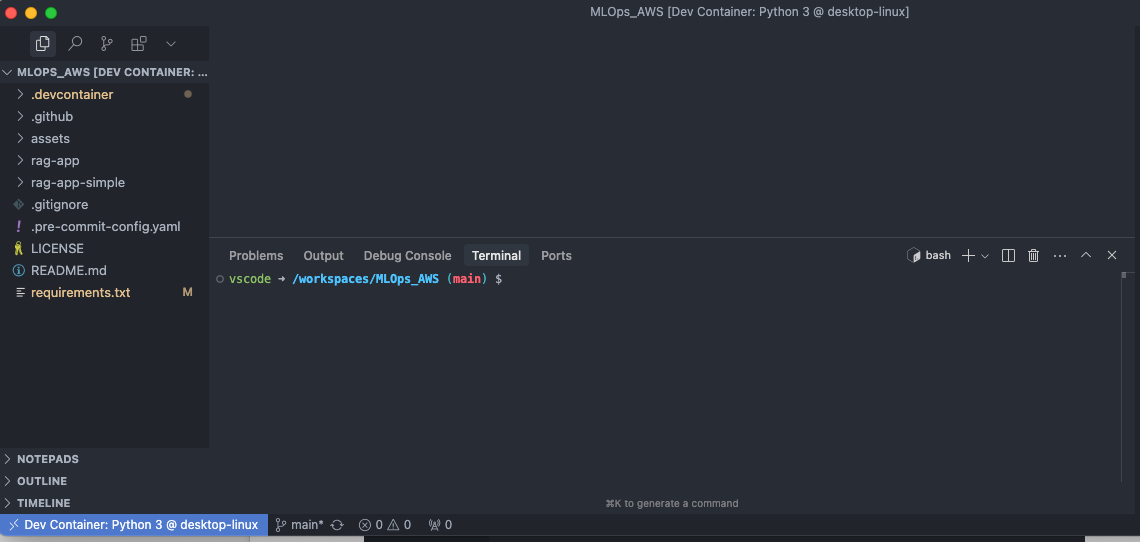 MLOps_AWS [Dev Container: Python 3 @ desktop-linux]
MLOPS_AWS [DEV CONTAINER: ...
.devcontainer
.github
assets
rag-app
rag-app-simple
.gitignore
! .pre-commit-config.yaml
LICENSE
README.md
requirements.txt M
NOTEPADS
OUTLINE
TIMELINE
Problems Output Debug Console Terminal Ports bash
vscode ➜ /workspaces/MLOps_AWS (main) $
⌘K to generate a command
Dev Container: Python 3 @ desktop-linux main* 0 0 0